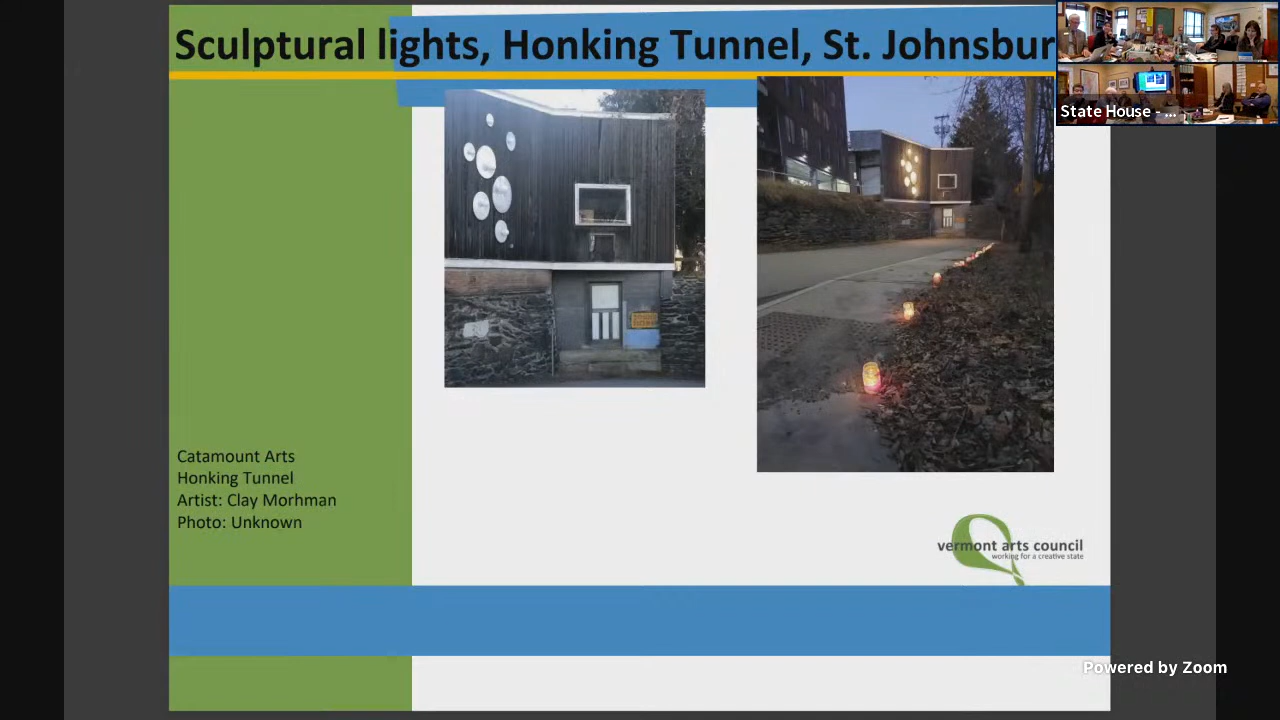 Sculptural lights, Honking Tunnel, St. Johnsbur
State House - ...
Catamount Arts
Honking Tunnel
Artist: Clay Morhman
Photo: Unknown
vermont arts council
working for a creative state
Powered by Zoom